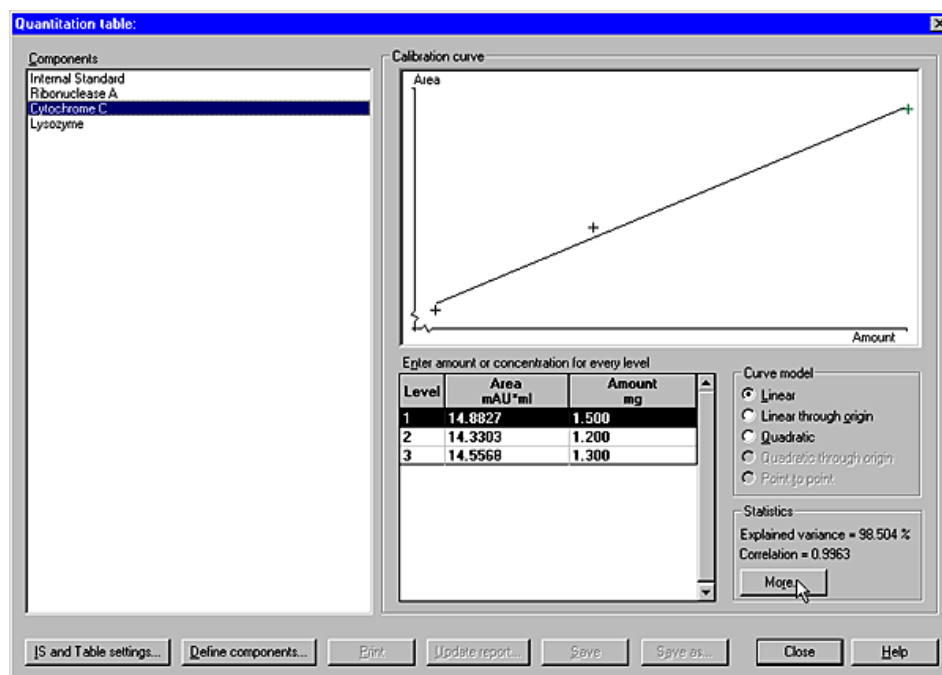 Quantitation table:
Components
Internal Standard
Ribonuclease A
Cytochrome C
Lysozyme
Calibration curve
Area
Amount
Enter amount or concentration for every level
Level Area mAU*ml Amount mg
1 14.8827 1.500
2 14.3303 1.200
3 14.5568 1.300
Curve model
Linear
Linear through origin
Quadratic
Quadratic through origin
Point to point
Statistics
Explained variance = 98.504 %
Correlation = 0.9963
More...
IS and Table settings... Define components... Print Update report... Save Save as... Close Help